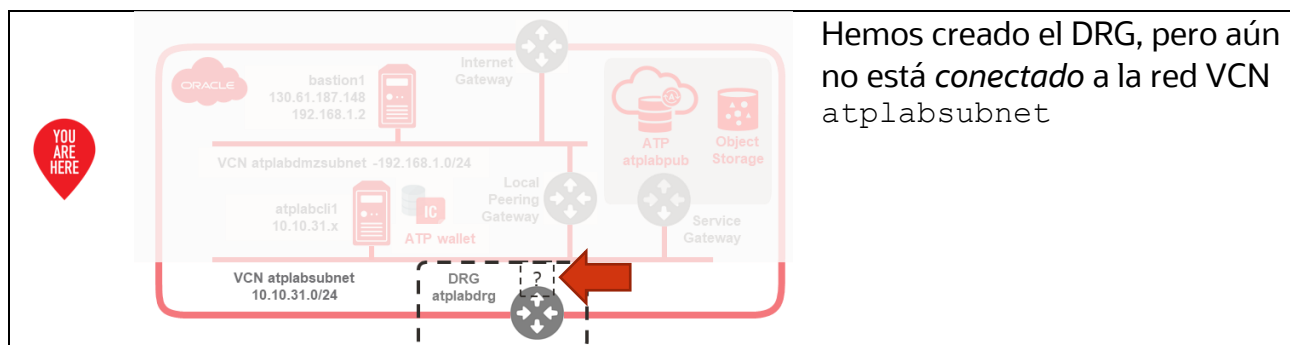 YOU
ARE
HERE
ORACLE
bastion1
130.61.187.148
192.168.1.2
Internet
Gateway
ATP
atplabpub
Object
Storage
VCN atplabdmzsubnet -192.168.1.0/24
atplabcli1
10.10.31.x
IC
ATP wallet
Local
Peering
Gateway
Service
Gateway
VCN atplabsubnet
10.10.31.0/24
DRG
atplabdrg
?
Hemos creado el DRG, pero aún
no está conectado a la red VCN
atplabsubnet